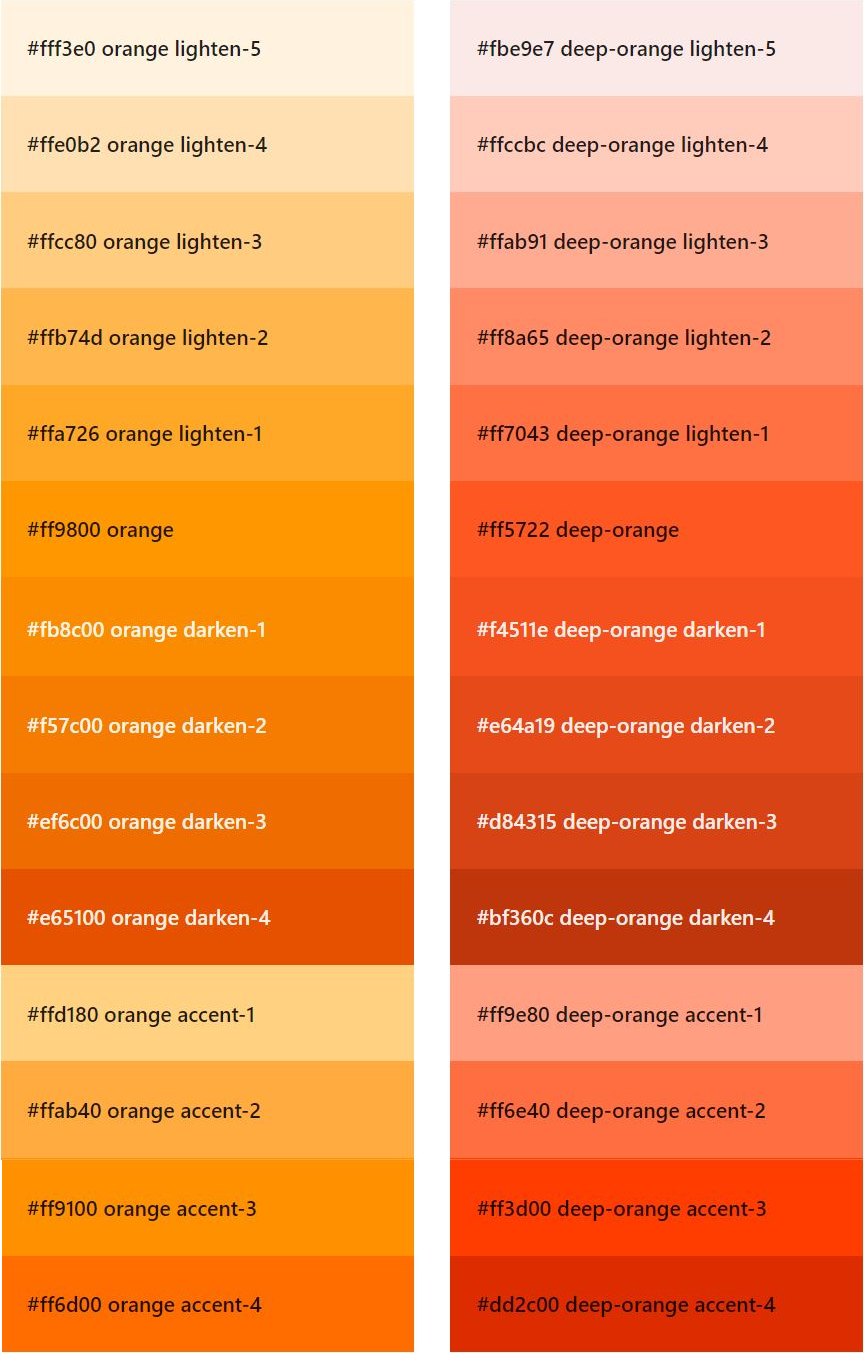 #fff3e0 orange lighten-5
#ffe0b2 orange lighten-4
#ffcc80 orange lighten-3
#ffb74d orange lighten-2
#ffa726 orange lighten-1
#ff9800 orange
#fb8c00 orange darken-1
#f57c00 orange darken-2
#ef6c00 orange darken-3
#e65100 orange darken-4
#ffd180 orange accent-1
#ffab40 orange accent-2
#ff9100 orange accent-3
#ff6d00 orange accent-4
#fbe9e7 deep-orange lighten-5
#ffccbc deep-orange lighten-4
#ffab91 deep-orange lighten-3
#ff8a65 deep-orange lighten-2
#ff7043 deep-orange lighten-1
#ff5722 deep-orange
#f4511e deep-orange darken-1
#e64a19 deep-orange darken-2
#d84315 deep-orange darken-3
#bf360c deep-orange darken-4
#ff9e80 deep-orange accent-1
#ff6e40 deep-orange accent-2
#ff3d00 deep-orange accent-3
#dd2c00 deep-orange accent-4